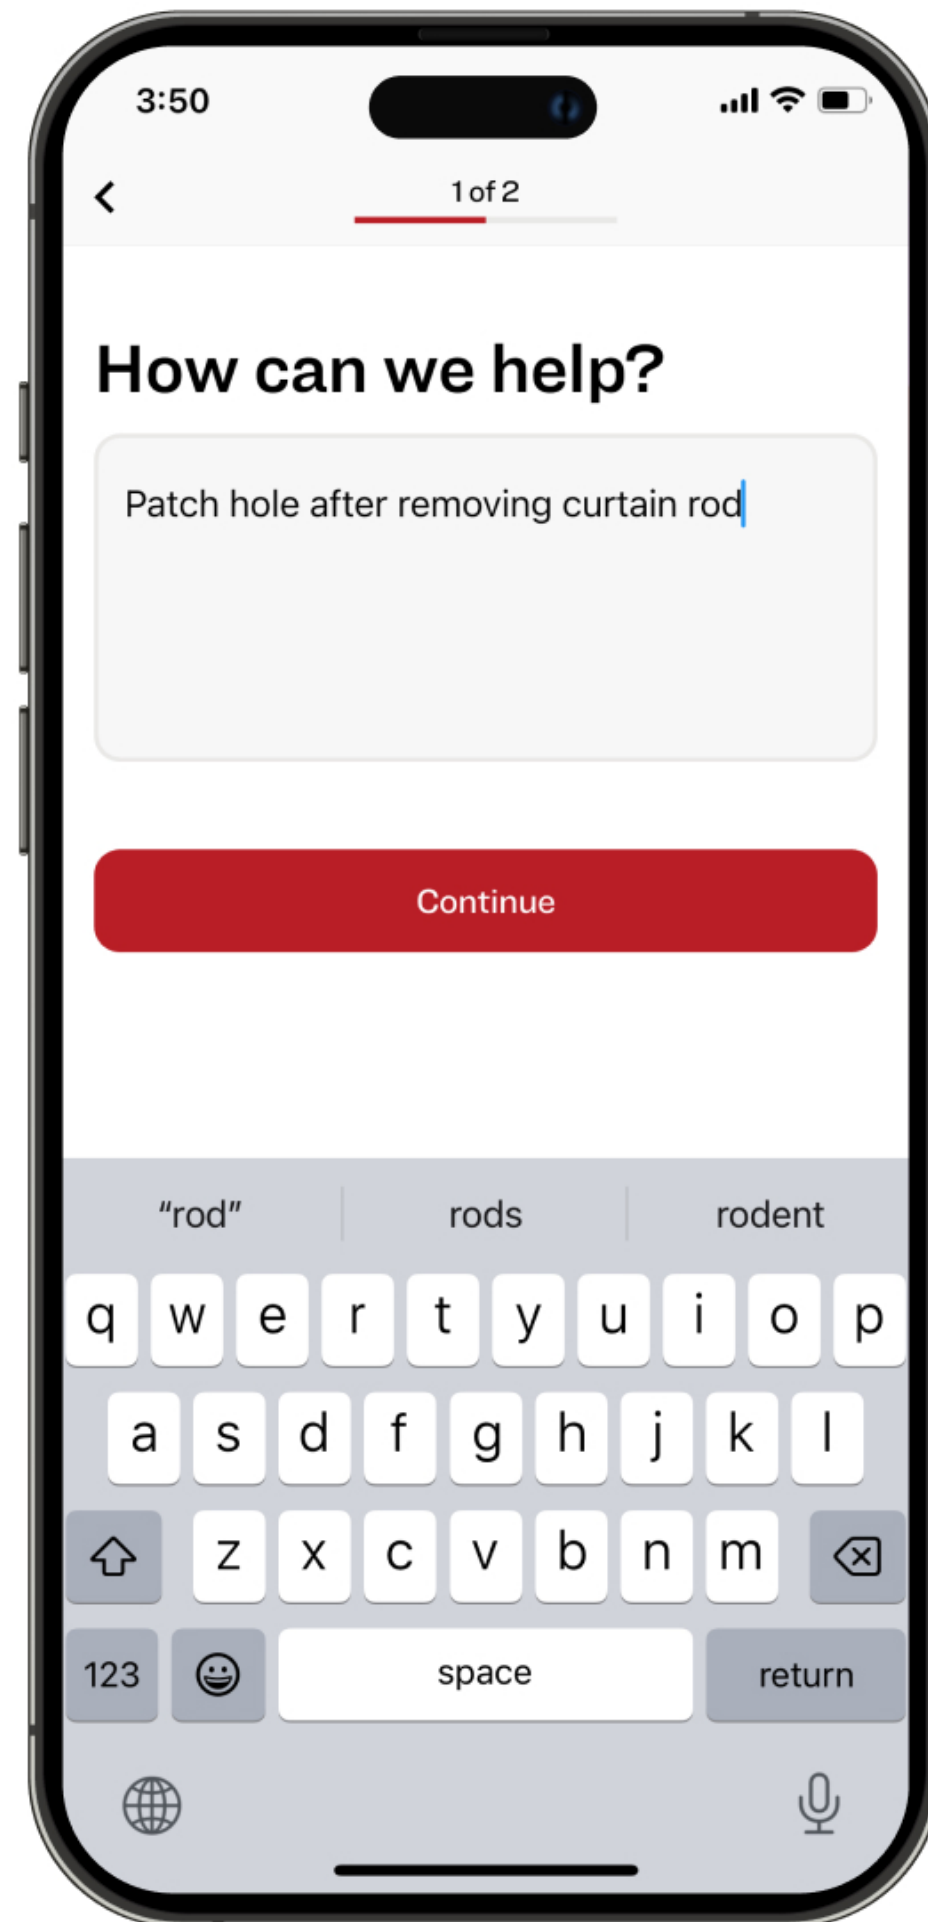 3:50
1 of 2
How can we help?
Patch hole after removing curtain rod
Continue
“rod” rods rodent
q w e r t y u i o p
a s d f g h j k l
z x c v b n m
123 space return